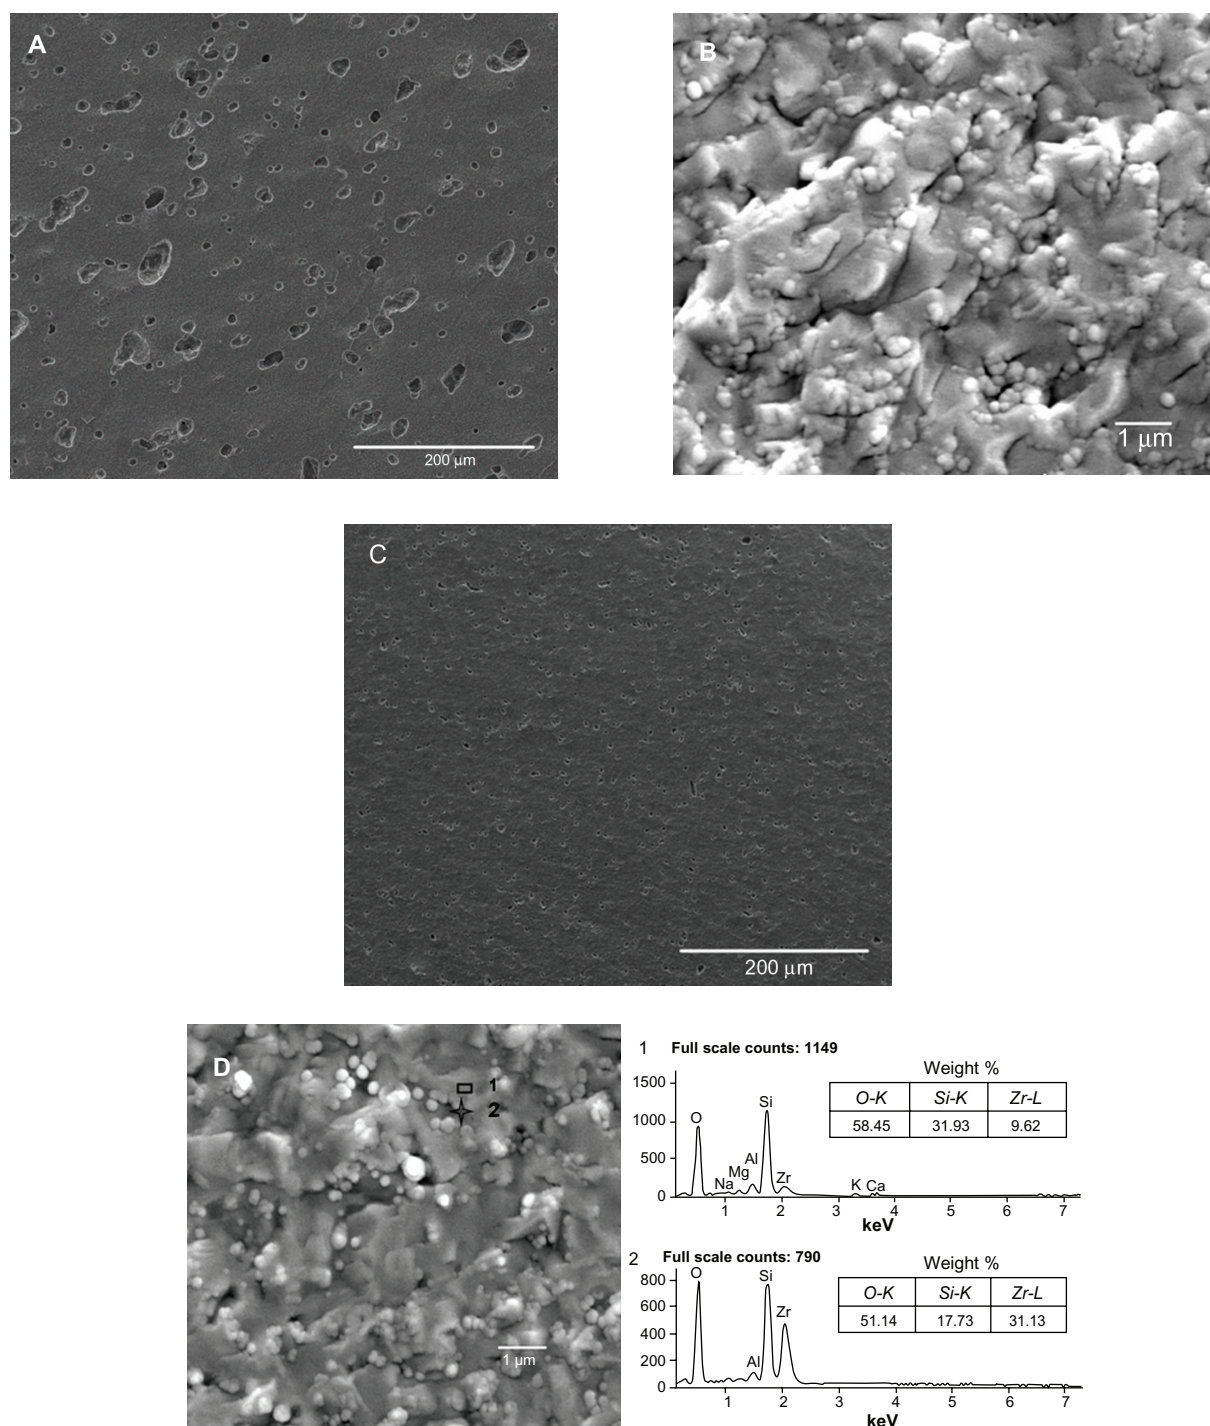 A
200 μm
B
1 μm
C
200 μm
D
1
2
1 μm
1 Full scale counts: 1149
Weight %
O-K Si-K Zr-L
58.45 31.93 9.62
1500
1000
500
0
O
Na
Mg
Al
Si
Zr
K
Ca
1 2 3 4 5 6 7
keV
2 Full scale counts: 790
Weight %
O-K Si-K Zr-L
51.14 17.73 31.13
800
600
400
200
0
O
Al
Si
Zr
1 2 3 4 5 6 7
keV